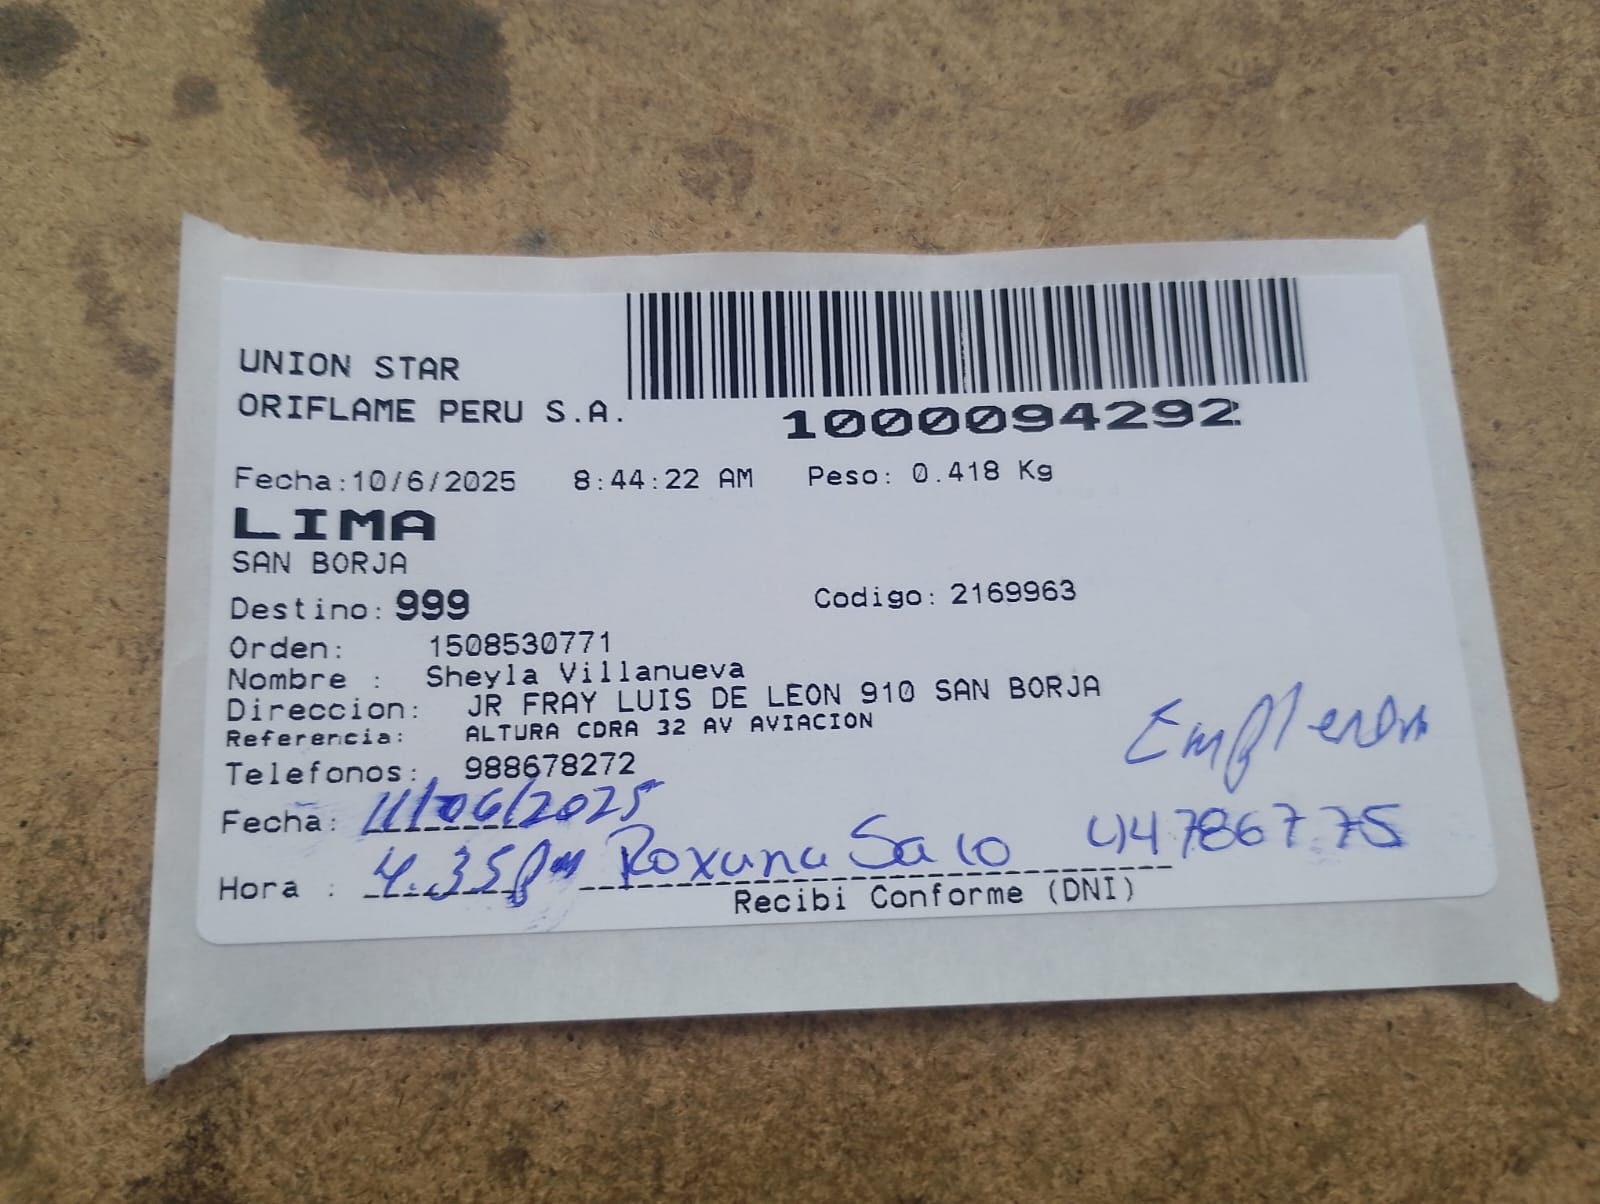 UNION STAR
ORIFLAME PERU S.A.
1000094292
Fecha:10/6/2025 8:44:22 AM Peso: 0.418 Kg
LIMA
SAN BORJA
Destino: 999 Codigo: 2169963
Orden: 1508530771
Nombre : Sheyla Villanueva
Direccion: JR FRAY LUIS DE LEON 910 SAN BORJA
Referencia: ALTURA CDRA 32 AV AVIACION
Telefonos: 988678272
Fecha: 11/06/2025
Hora : 4.35pm Roxana 44786775
Recibi Conforme (DNI)